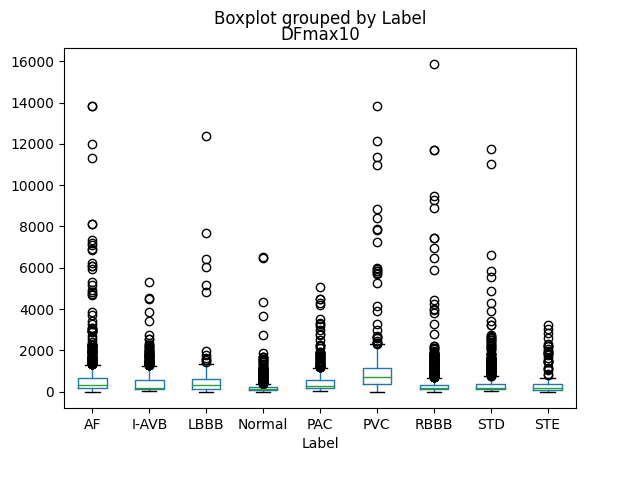 Boxplot grouped by Label
DFmax10
16000
14000
12000
10000
8000
6000
4000
2000
0
AF I-AVB LBBB Normal PAC PVC RBBB STD STE
Label